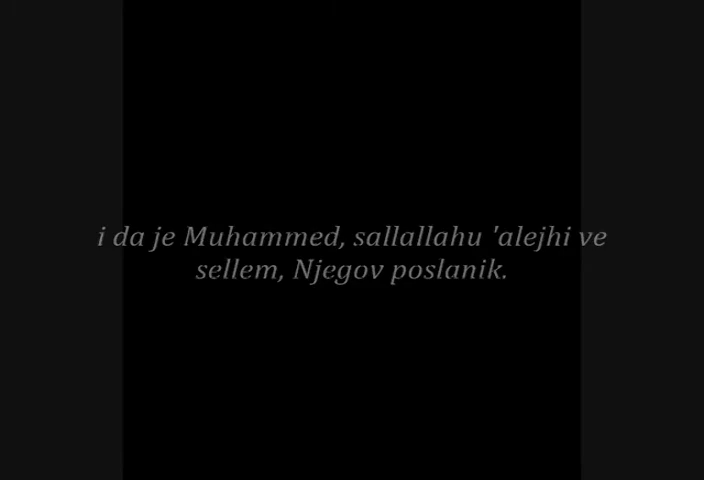 i da je Muhammed, sallallahu 'alejhi ve
sellem, Njegov poslanik.